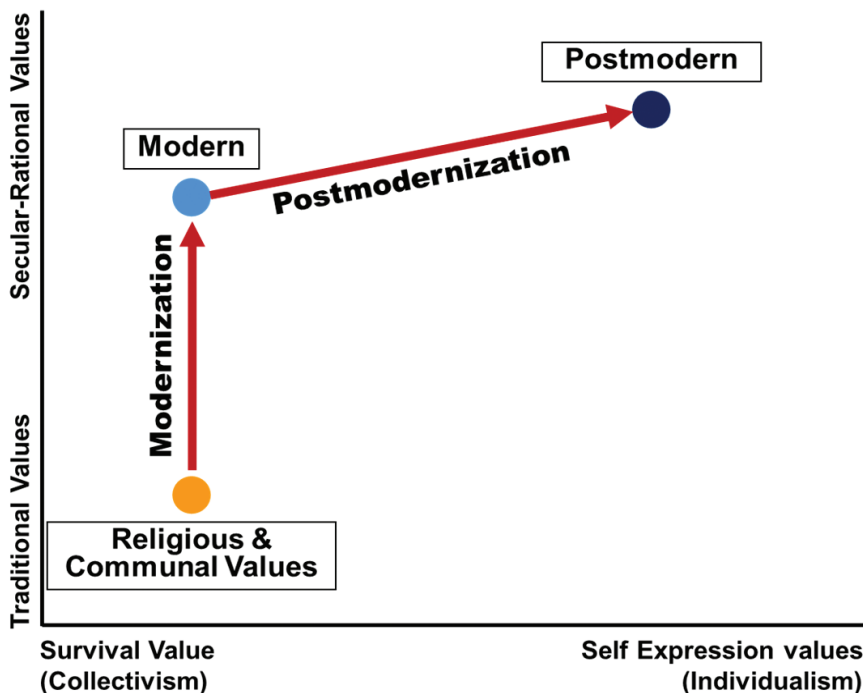 Secular-Rational Values
Traditional Values
Postmodern
Modern
Postmodernization
Modernization
Religious &
Communal Values
Survival Value
(Collectivism)
Self Expression values
(Individualism)